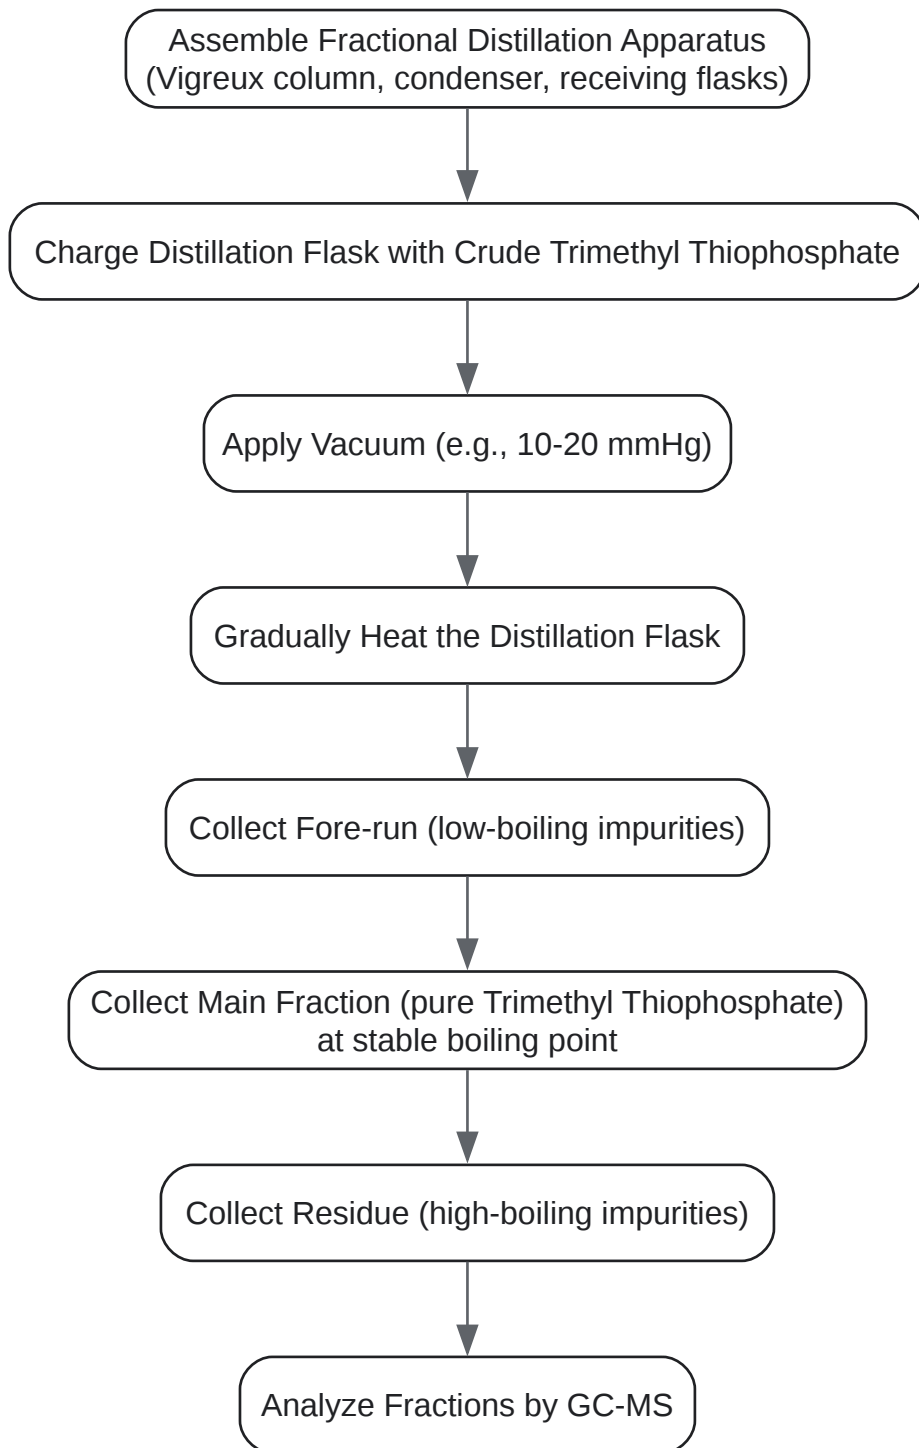 Assemble Fractional Distillation Apparatus
(Vigreux column, condenser, receiving flasks)
Charge Distillation Flask with Crude Trimethyl Thiophosphate
Apply Vacuum (e.g., 10-20 mmHg)
Gradually Heat the Distillation Flask
Collect Fore-run (low-boiling impurities)
Collect Main Fraction (pure Trimethyl Thiophosphate)
at stable boiling point
Collect Residue (high-boiling impurities)
Analyze Fractions by GC-MS